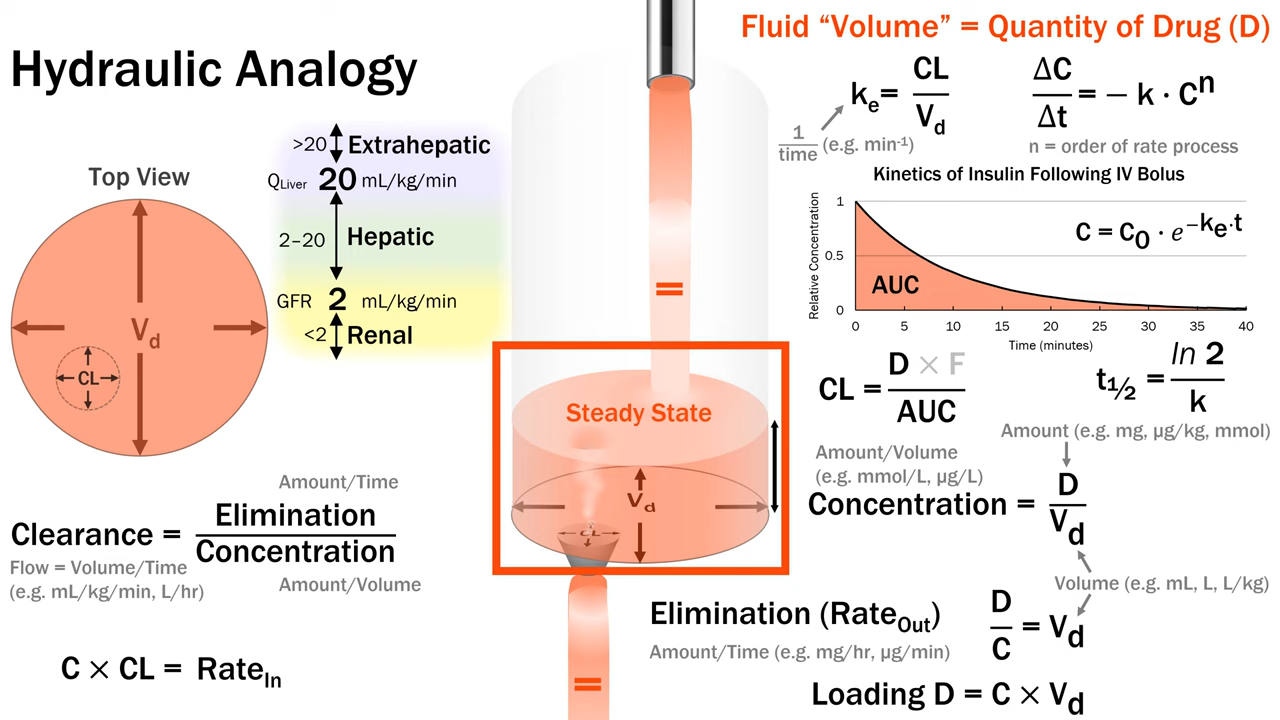 Hydraulic Analogy
Fluid “Volume” = Quantity of Drug (D)
Top View
Vd
CL
>20 Extrahepatic
QLiver 20 mL/kg/min
2–20 Hepatic
GFR 2 mL/kg/min
<2 Renal
Clearance = Elimination / Concentration
Amount/Time
Amount/Volume
Flow = Volume/Time
(e.g. mL/kg/min, L/hr)
C × CL = RateIn
=
Steady State
Vd
CL
=
ke = CL / Vd
1 / time (e.g. min-1)
ΔC / Δt = – k · Cn
n = order of rate process
Kinetics of Insulin Following IV Bolus
Relative Concentration
1
0.5
0
C = C0 · e–ke·t
AUC
0 5 10 15 20 25 30 35 40
Time (minutes)
CL = D × F / AUC
t½ = ln 2 / k
Amount (e.g. mg, µg/kg, mmol)
Amount/Volume
(e.g. mmol/L, µg/L)
Concentration = D / Vd
Volume (e.g. mL, L, L/kg)
D / C = Vd
Elimination (RateOut)
Amount/Time (e.g. mg/hr, µg/min)
Loading D = C × Vd